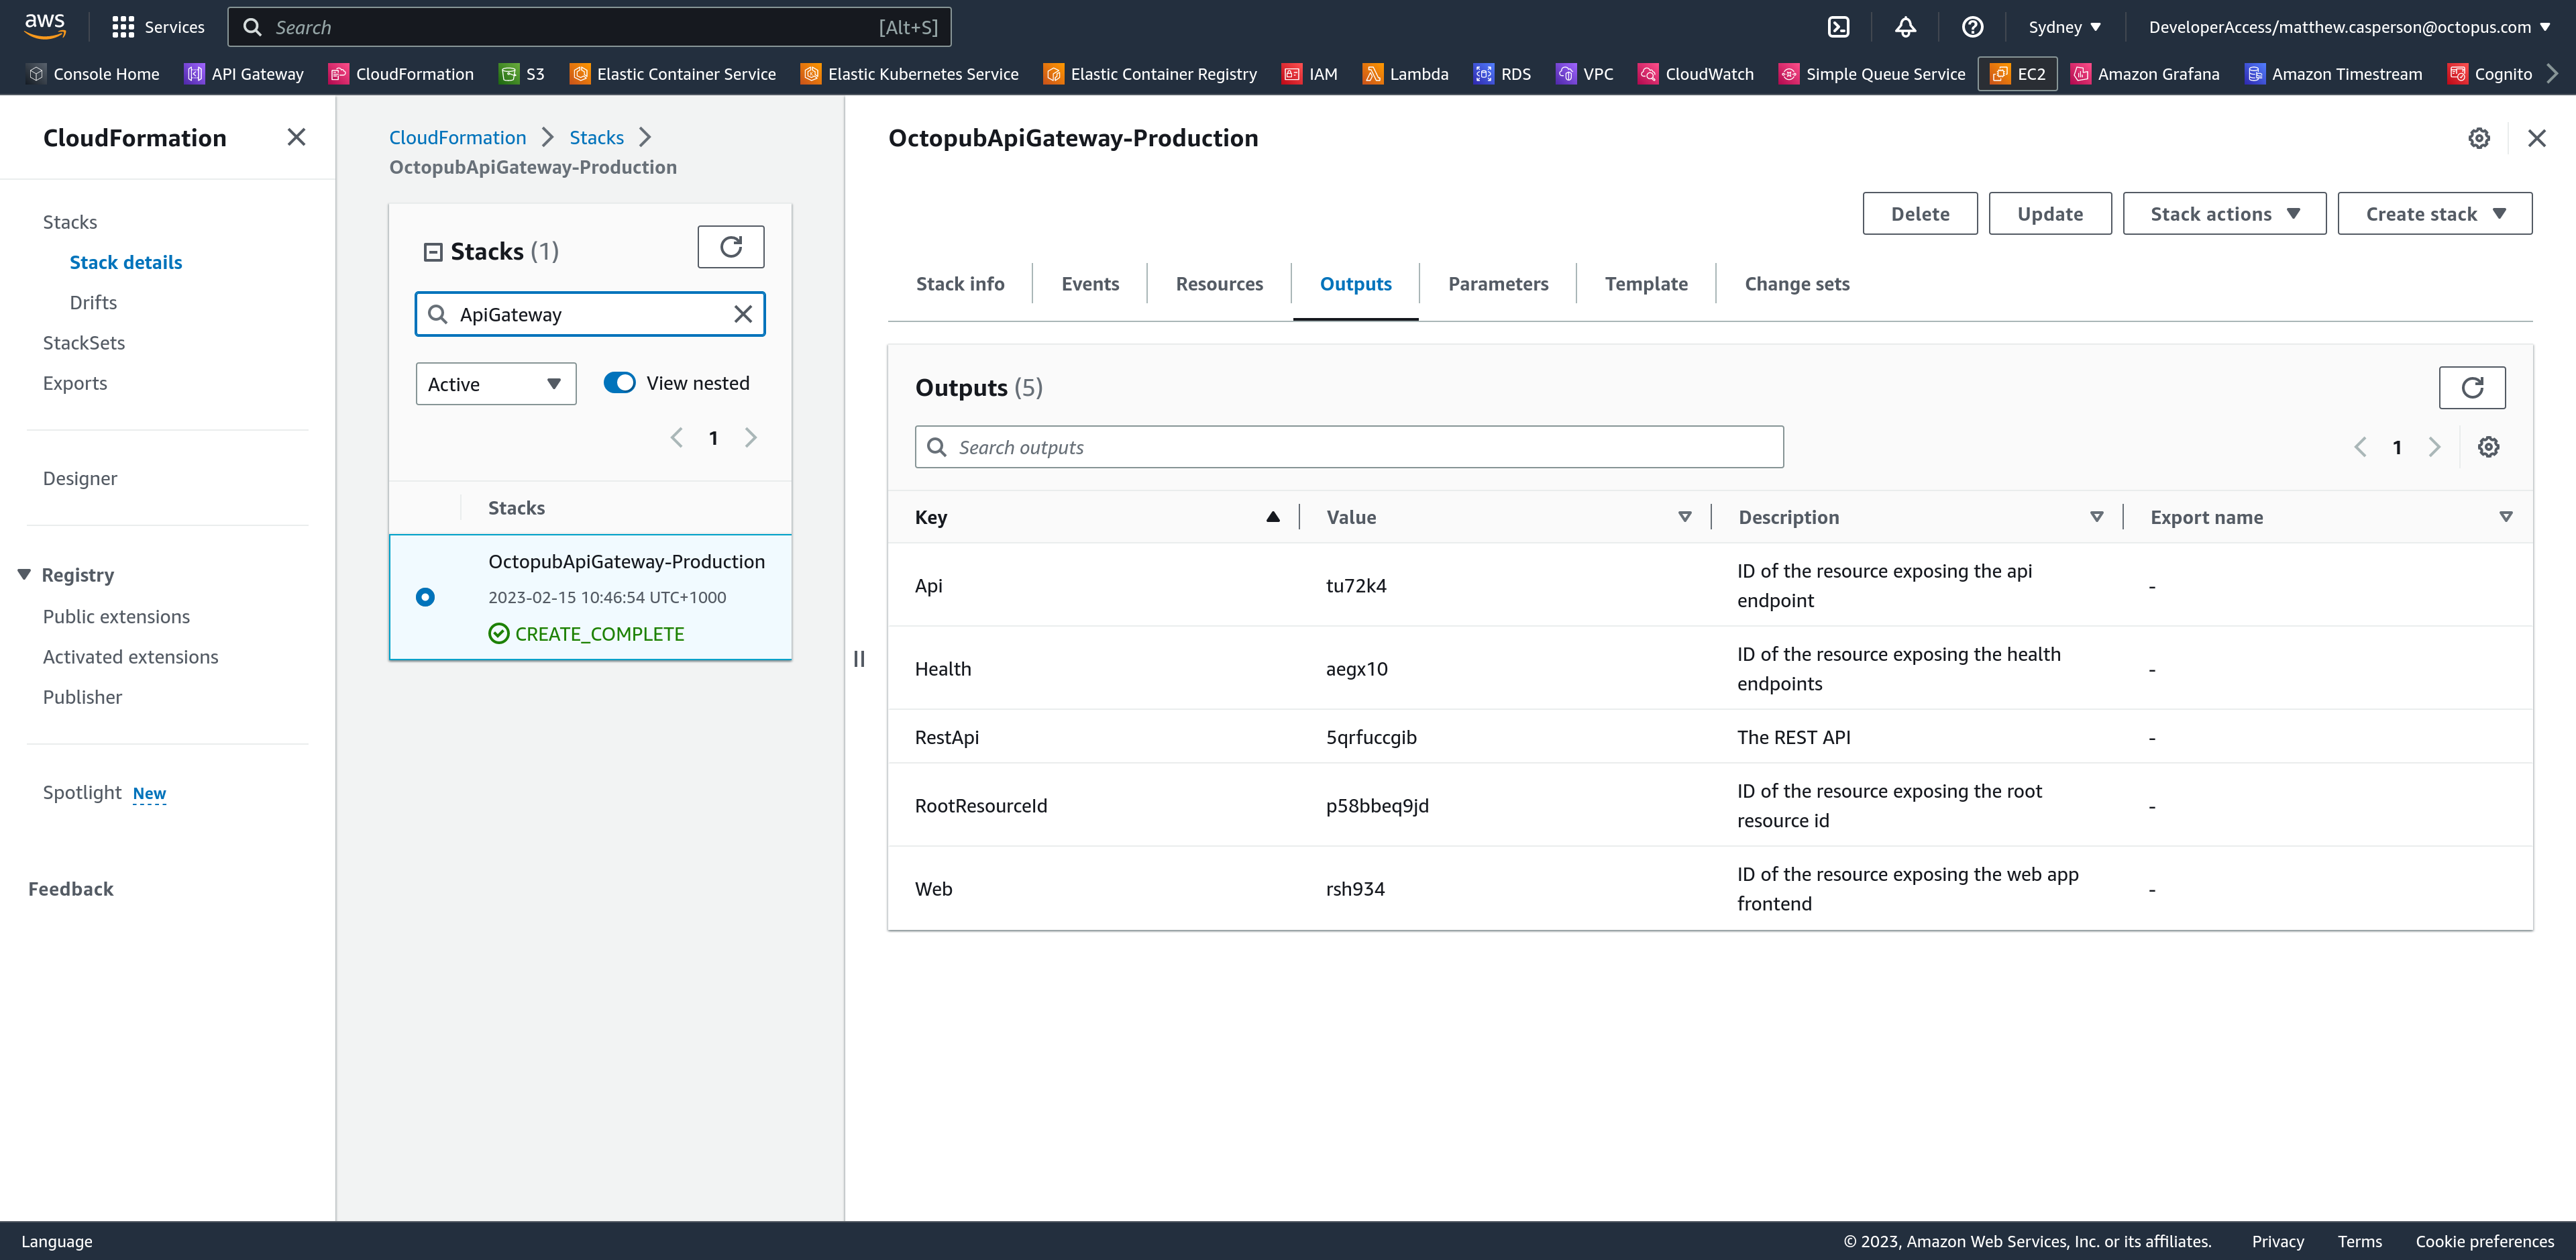 aws
Services
Search
[Alt+S]
Sydney
DeveloperAccess/matthew.casperson@octopus.com
Console Home
API Gateway
CloudFormation
S3
Elastic Container Service
Elastic Kubernetes Service
Elastic Container Registry
IAM
Lambda
RDS
VPC
CloudWatch
Simple Queue Service
EC2
Amazon Grafana
Amazon Timestream
Cognito
CloudFormation
Stacks
Stack details
Drifts
StackSets
Exports
Designer
Registry
Public extensions
Activated extensions
Publisher
Spotlight New
Feedback
CloudFormation
Stacks
OctopubApiGateway-Production
Stacks (1)
ApiGateway
Active
View nested
1
Stacks
OctopubApiGateway-Production
2023-02-15 10:46:54 UTC+1000
CREATE_COMPLETE
OctopubApiGateway-Production
Delete
Update
Stack actions
Create stack
Stack info
Events
Resources
Outputs
Parameters
Template
Change sets
Outputs (5)
Search outputs
1
Key
Value
Description
Export name
Api
tu72k4
ID of the resource exposing the api
endpoint
-
Health
aegx10
ID of the resource exposing the health
endpoints
-
RestApi
5qrfuccgib
The REST API
-
RootResourceId
p58bbeq9jd
ID of the resource exposing the root
resource id
-
Web
rsh934
ID of the resource exposing the web app
frontend
-
Language
© 2023, Amazon Web Services, Inc. or its affiliates.
Privacy
Terms
Cookie preferences